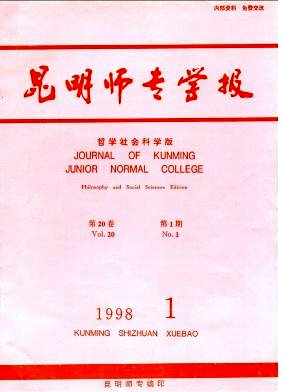 内部资料 免费交流
昆明师专学报
哲学社会科学版
JOURNAL OF KUNMING
JUNIOR NORMAL COLLEGE
Philosophy and Social Sciences Edition
第20卷 第1期
Vol.20 No.1
1998 1
KUNMING SHIZHUAN XUEBAO
昆明师专编印